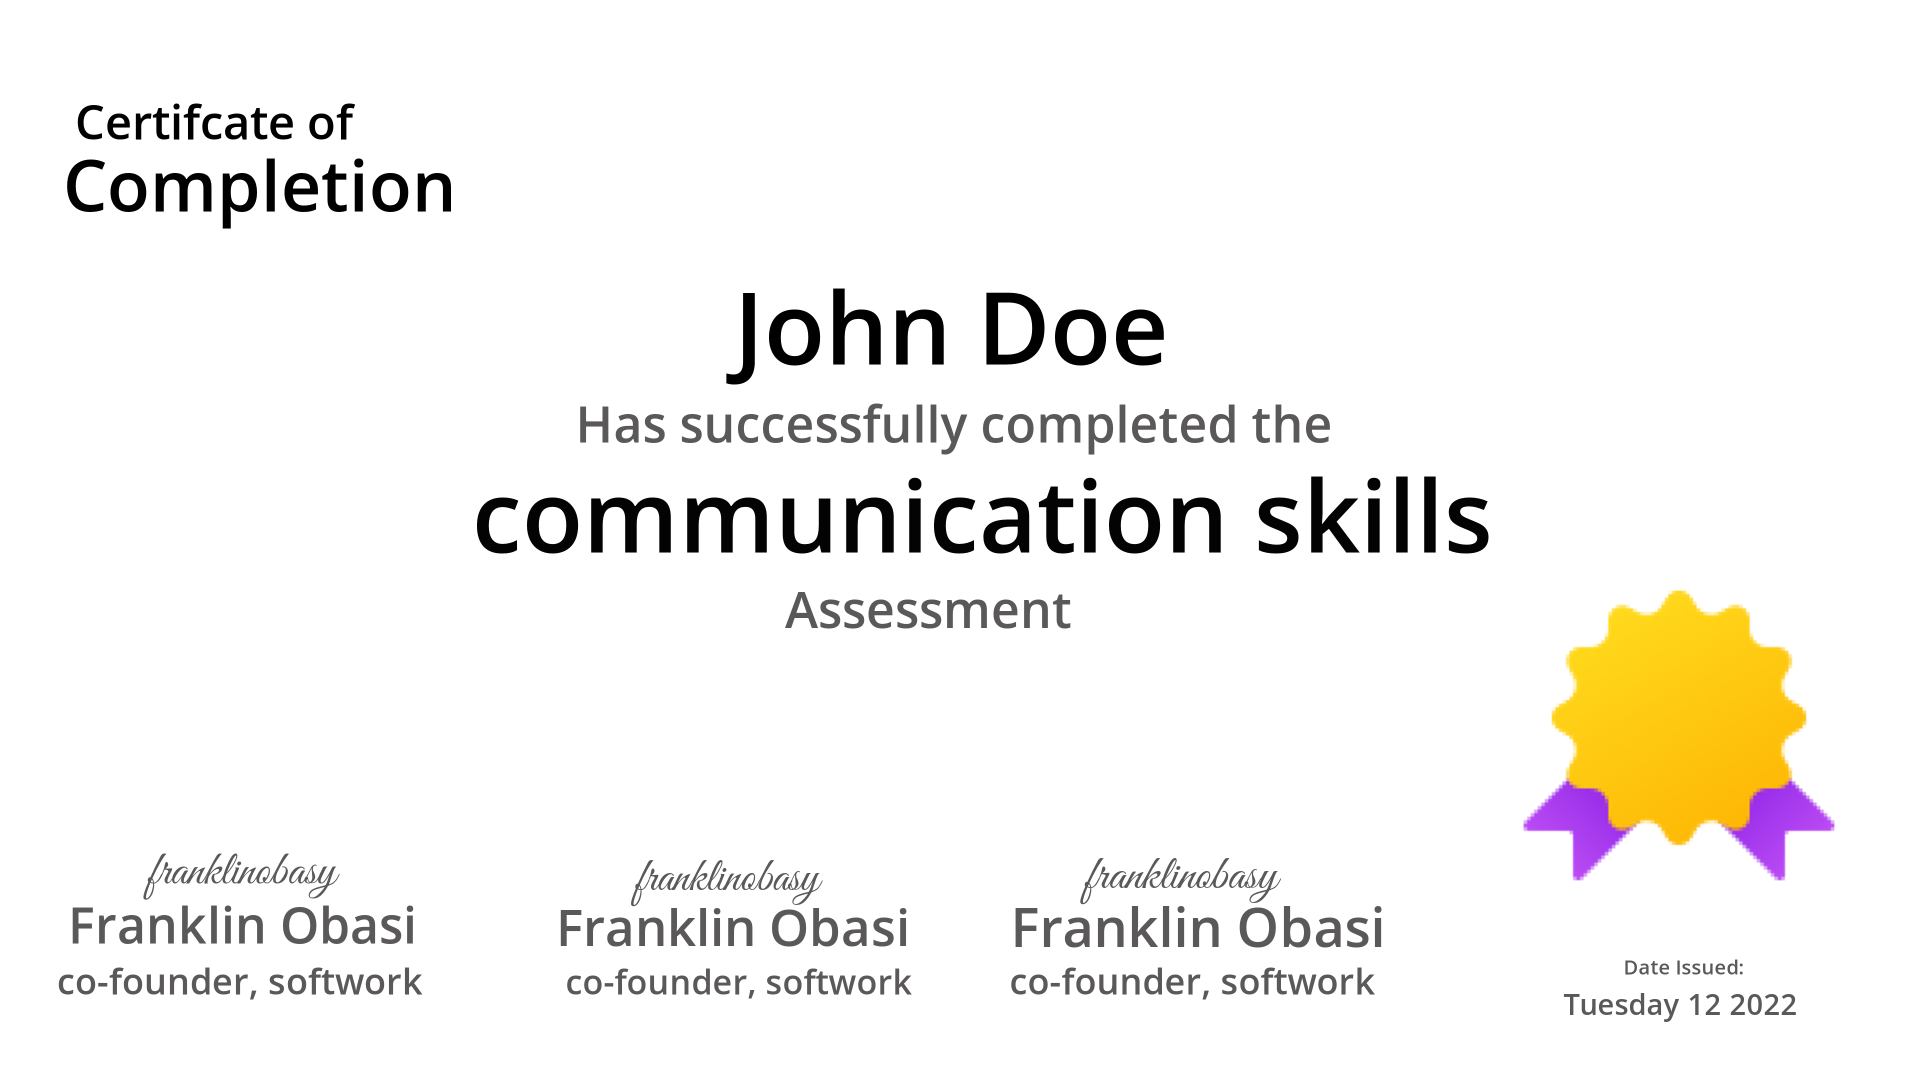 Certifcate of
Completion
John Doe
Has successfully completed the
communication skills
Assessment
franklinobasy
Franklin Obasi
co-founder, softwork
franklinobasy
Franklin Obasi
co-founder, softwork
franklinobasy
Franklin Obasi
co-founder, softwork
Date Issued:
Tuesday 12 2022